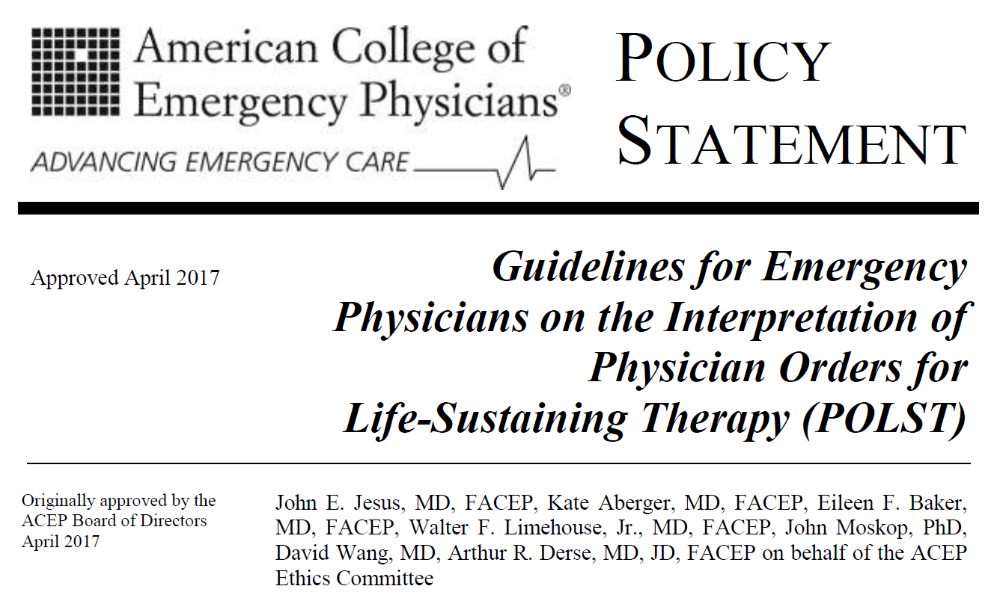 American College of
Emergency Physicians®
ADVANCING EMERGENCY CARE
POLICY
STATEMENT
Approved April 2017
Guidelines for Emergency
Physicians on the Interpretation of
Physician Orders for
Life-Sustaining Therapy (POLST)
Originally approved by the
ACEP Board of Directors
April 2017
John E. Jesus, MD, FACEP, Kate Aberger, MD, FACEP, Eileen F. Baker,
MD, FACEP, Walter F. Limehouse, Jr., MD, FACEP, John Moskop, PhD,
David Wang, MD, Arthur R. Derse, MD, JD, FACEP on behalf of the ACEP
Ethics Committee